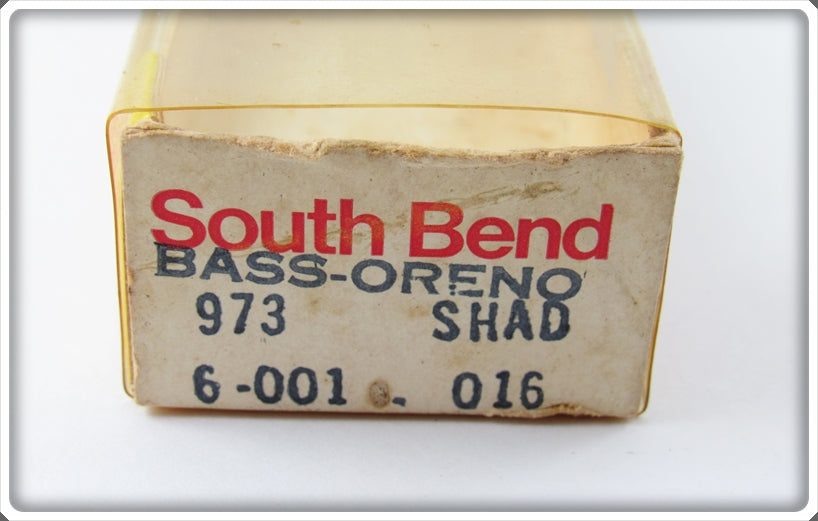 South Bend
BASS-ORENO
973 SHAD
6-001 - 016